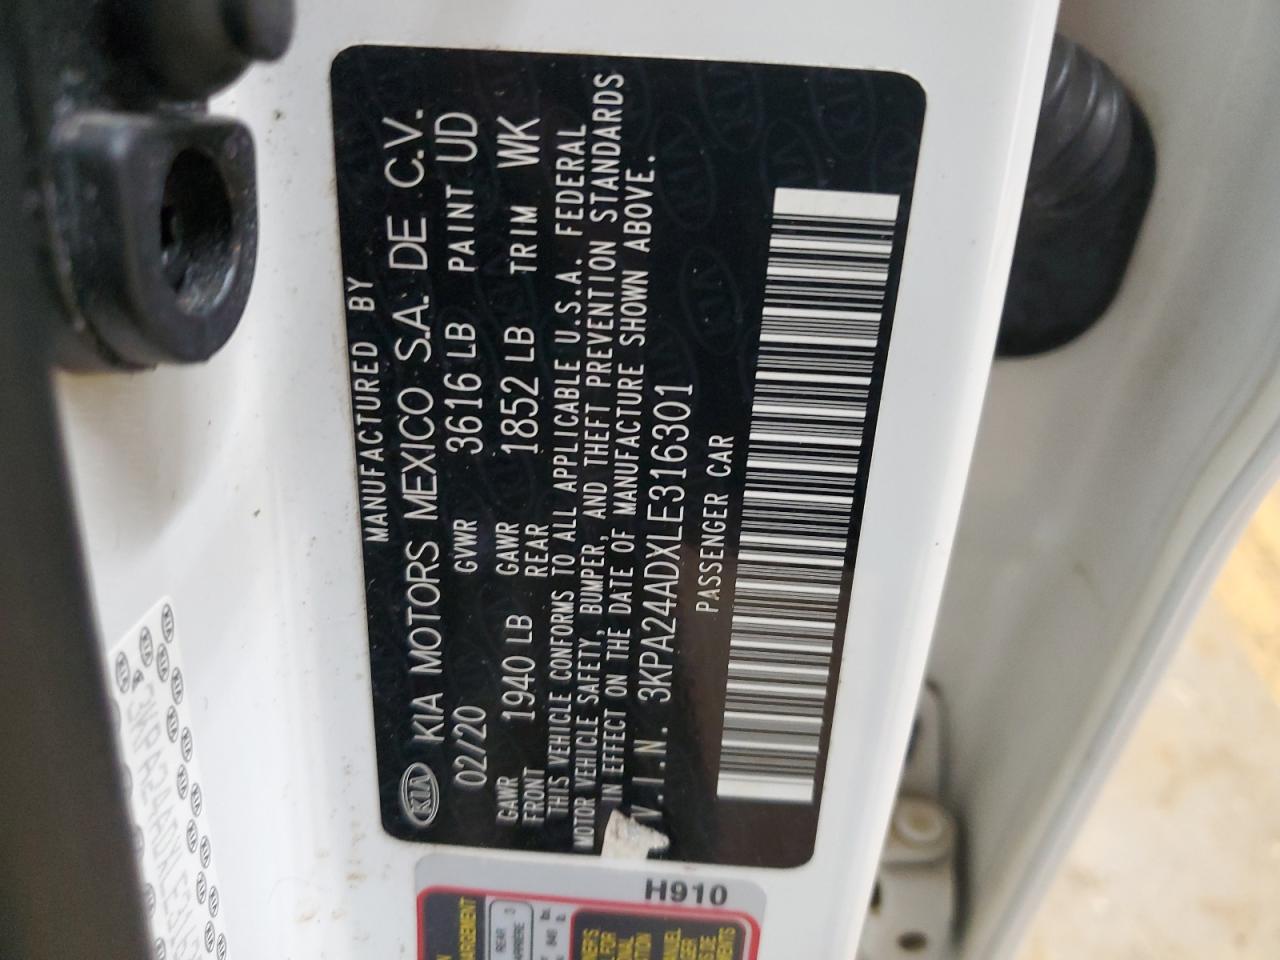 MANUFACTURED BY
KIA KIA MOTORS MEXICO S.A. DE C.V.
02/20 GVWR 3616 LB PAINT UD
GAWR FRONT 1940 LB GAWR REAR 1852 LB TRIM WK
THIS VEHICLE CONFORMS TO ALL APPLICABLE U.S.A. FEDERAL
MOTOR VEHICLE SAFETY, BUMPER, AND THEFT PREVENTION STANDARDS
IN EFFECT ON THE DATE OF MANUFACTURE SHOWN ABOVE.
V.I.N. 3KPA24ADXLE316301
PASSENGER CAR
H910
REAR